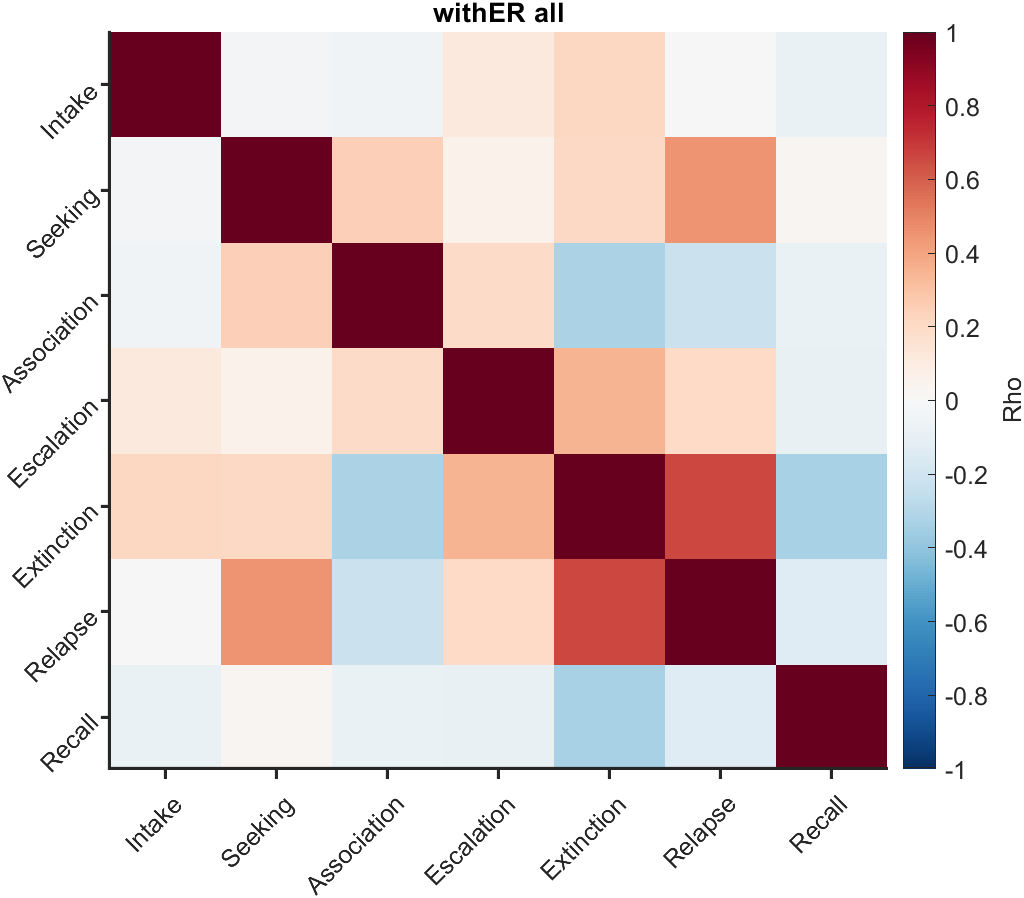 withER all
Intake
Seeking
Association
Escalation
Extinction
Relapse
Recall
Intake
Seeking
Association
Escalation
Extinction
Relapse
Recall
1
0.8
0.6
0.4
0.2
0
-0.2
-0.4
-0.6
-0.8
-1
Rho